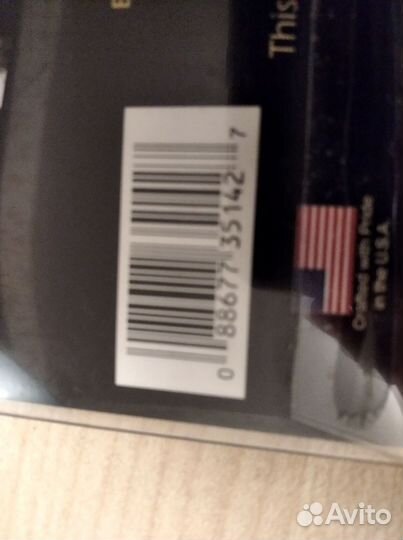 This
0 88677 35142 7
Crafted with Pride
in the U.S.A.
Avito